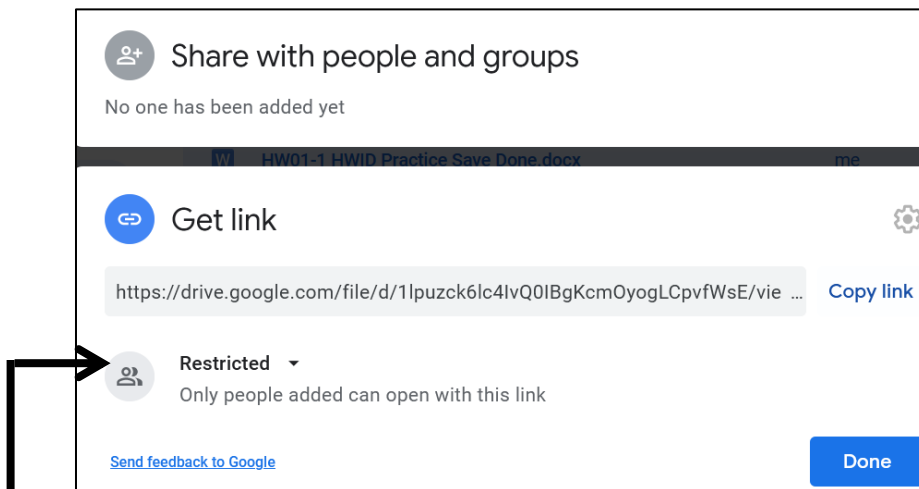 Share with people and groups
No one has been added yet
W HW01-1 HWID Practice Save Done.docx me
Get link
https://drive.google.com/file/d/1lpuzck6lc4IvQ0IBgKcmOyogLCpvfWsE/vie ... Copy link
Restricted
Only people added can open with this link
Send feedback to Google Done